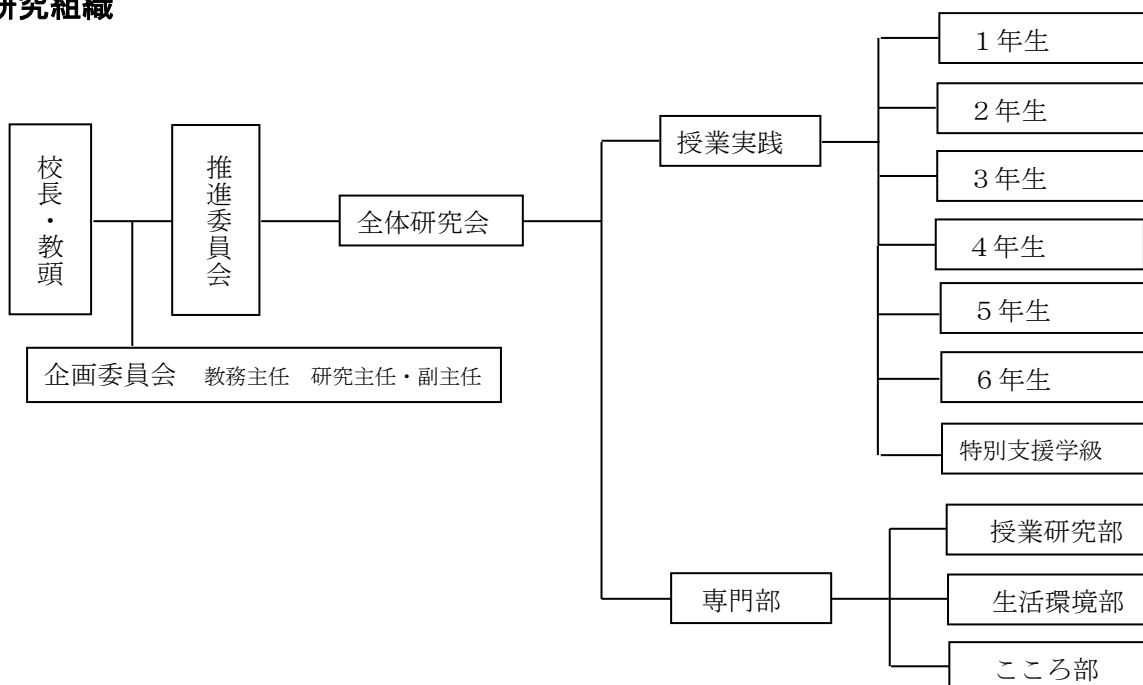 研究組織
校長・教頭
推進委員会
全体研究会
企画委員会　教務主任　研究主任・副主任
授業実践
１年生
２年生
３年生
４年生
５年生
６年生
特別支援学級
専門部
授業研究部
生活環境部
こころ部